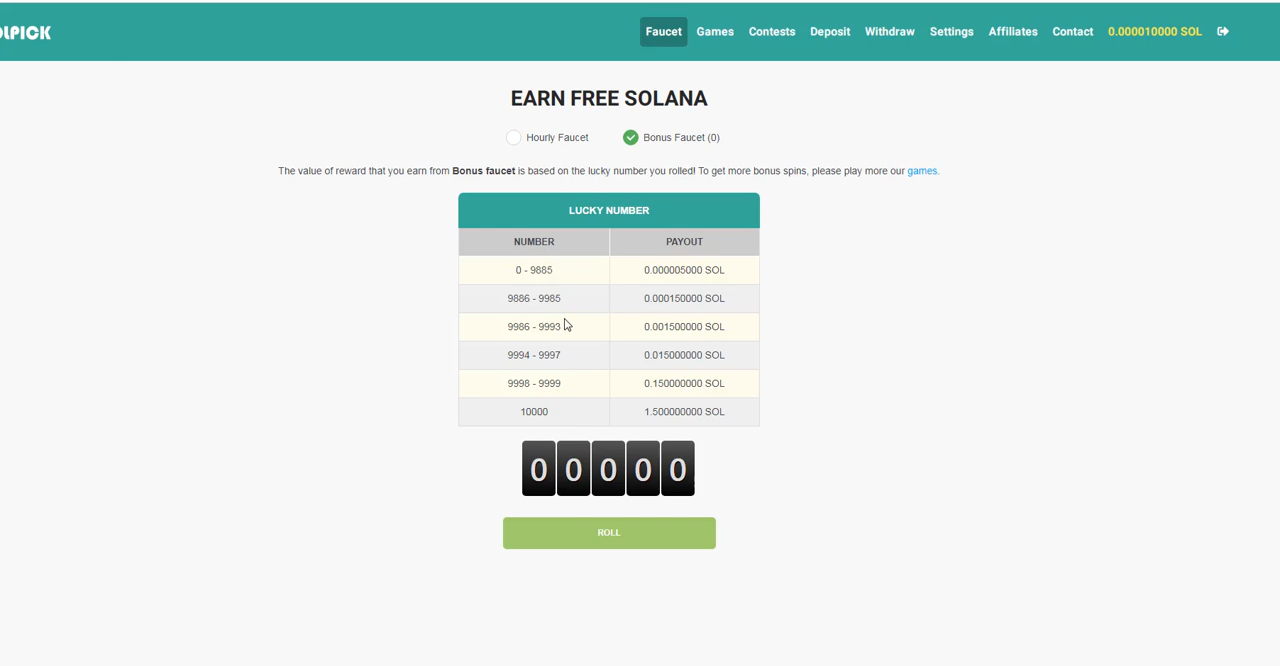 OLPICK
Faucet Games Contests Deposit Withdraw Settings Affiliates Contact 0.000010000 SOL
EARN FREE SOLANA
Hourly Faucet Bonus Faucet (0)
The value of reward that you earn from Bonus faucet is based on the lucky number you rolled! To get more bonus spins, please play more our games.
LUCKY NUMBER
NUMBER PAYOUT
0 - 9885 0.000005000 SOL
9886 - 9985 0.000150000 SOL
9986 - 9993 0.001500000 SOL
9994 - 9997 0.015000000 SOL
9998 - 9999 0.150000000 SOL
10000 1.500000000 SOL
0 0 0 0 0
ROLL